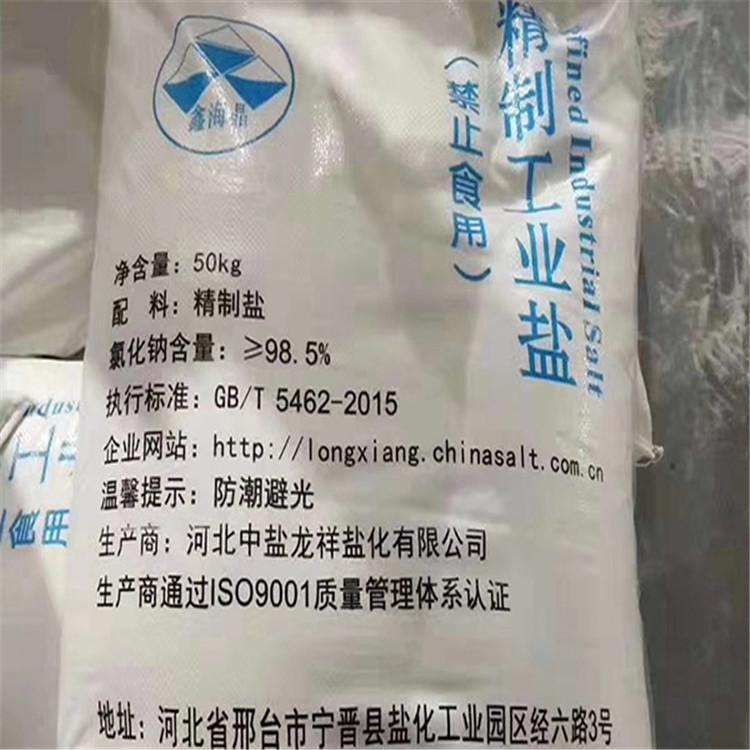 鑫海晶
精制工业盐
(禁止食用)
efined Industrial Salt
净含量：50kg
配 料：精制盐
氯化钠含量：≥98.5%
执行标准：GB/T 5462-2015
企业网站：http://longxiang.chinasalt.com.cn
温馨提示：防潮避光
生产商：河北中盐龙祥盐化有限公司
生产商通过ISO9001质量管理体系认证
地址：河北省邢台市宁晋县盐化工业园区经六路3号
indus
工
食用